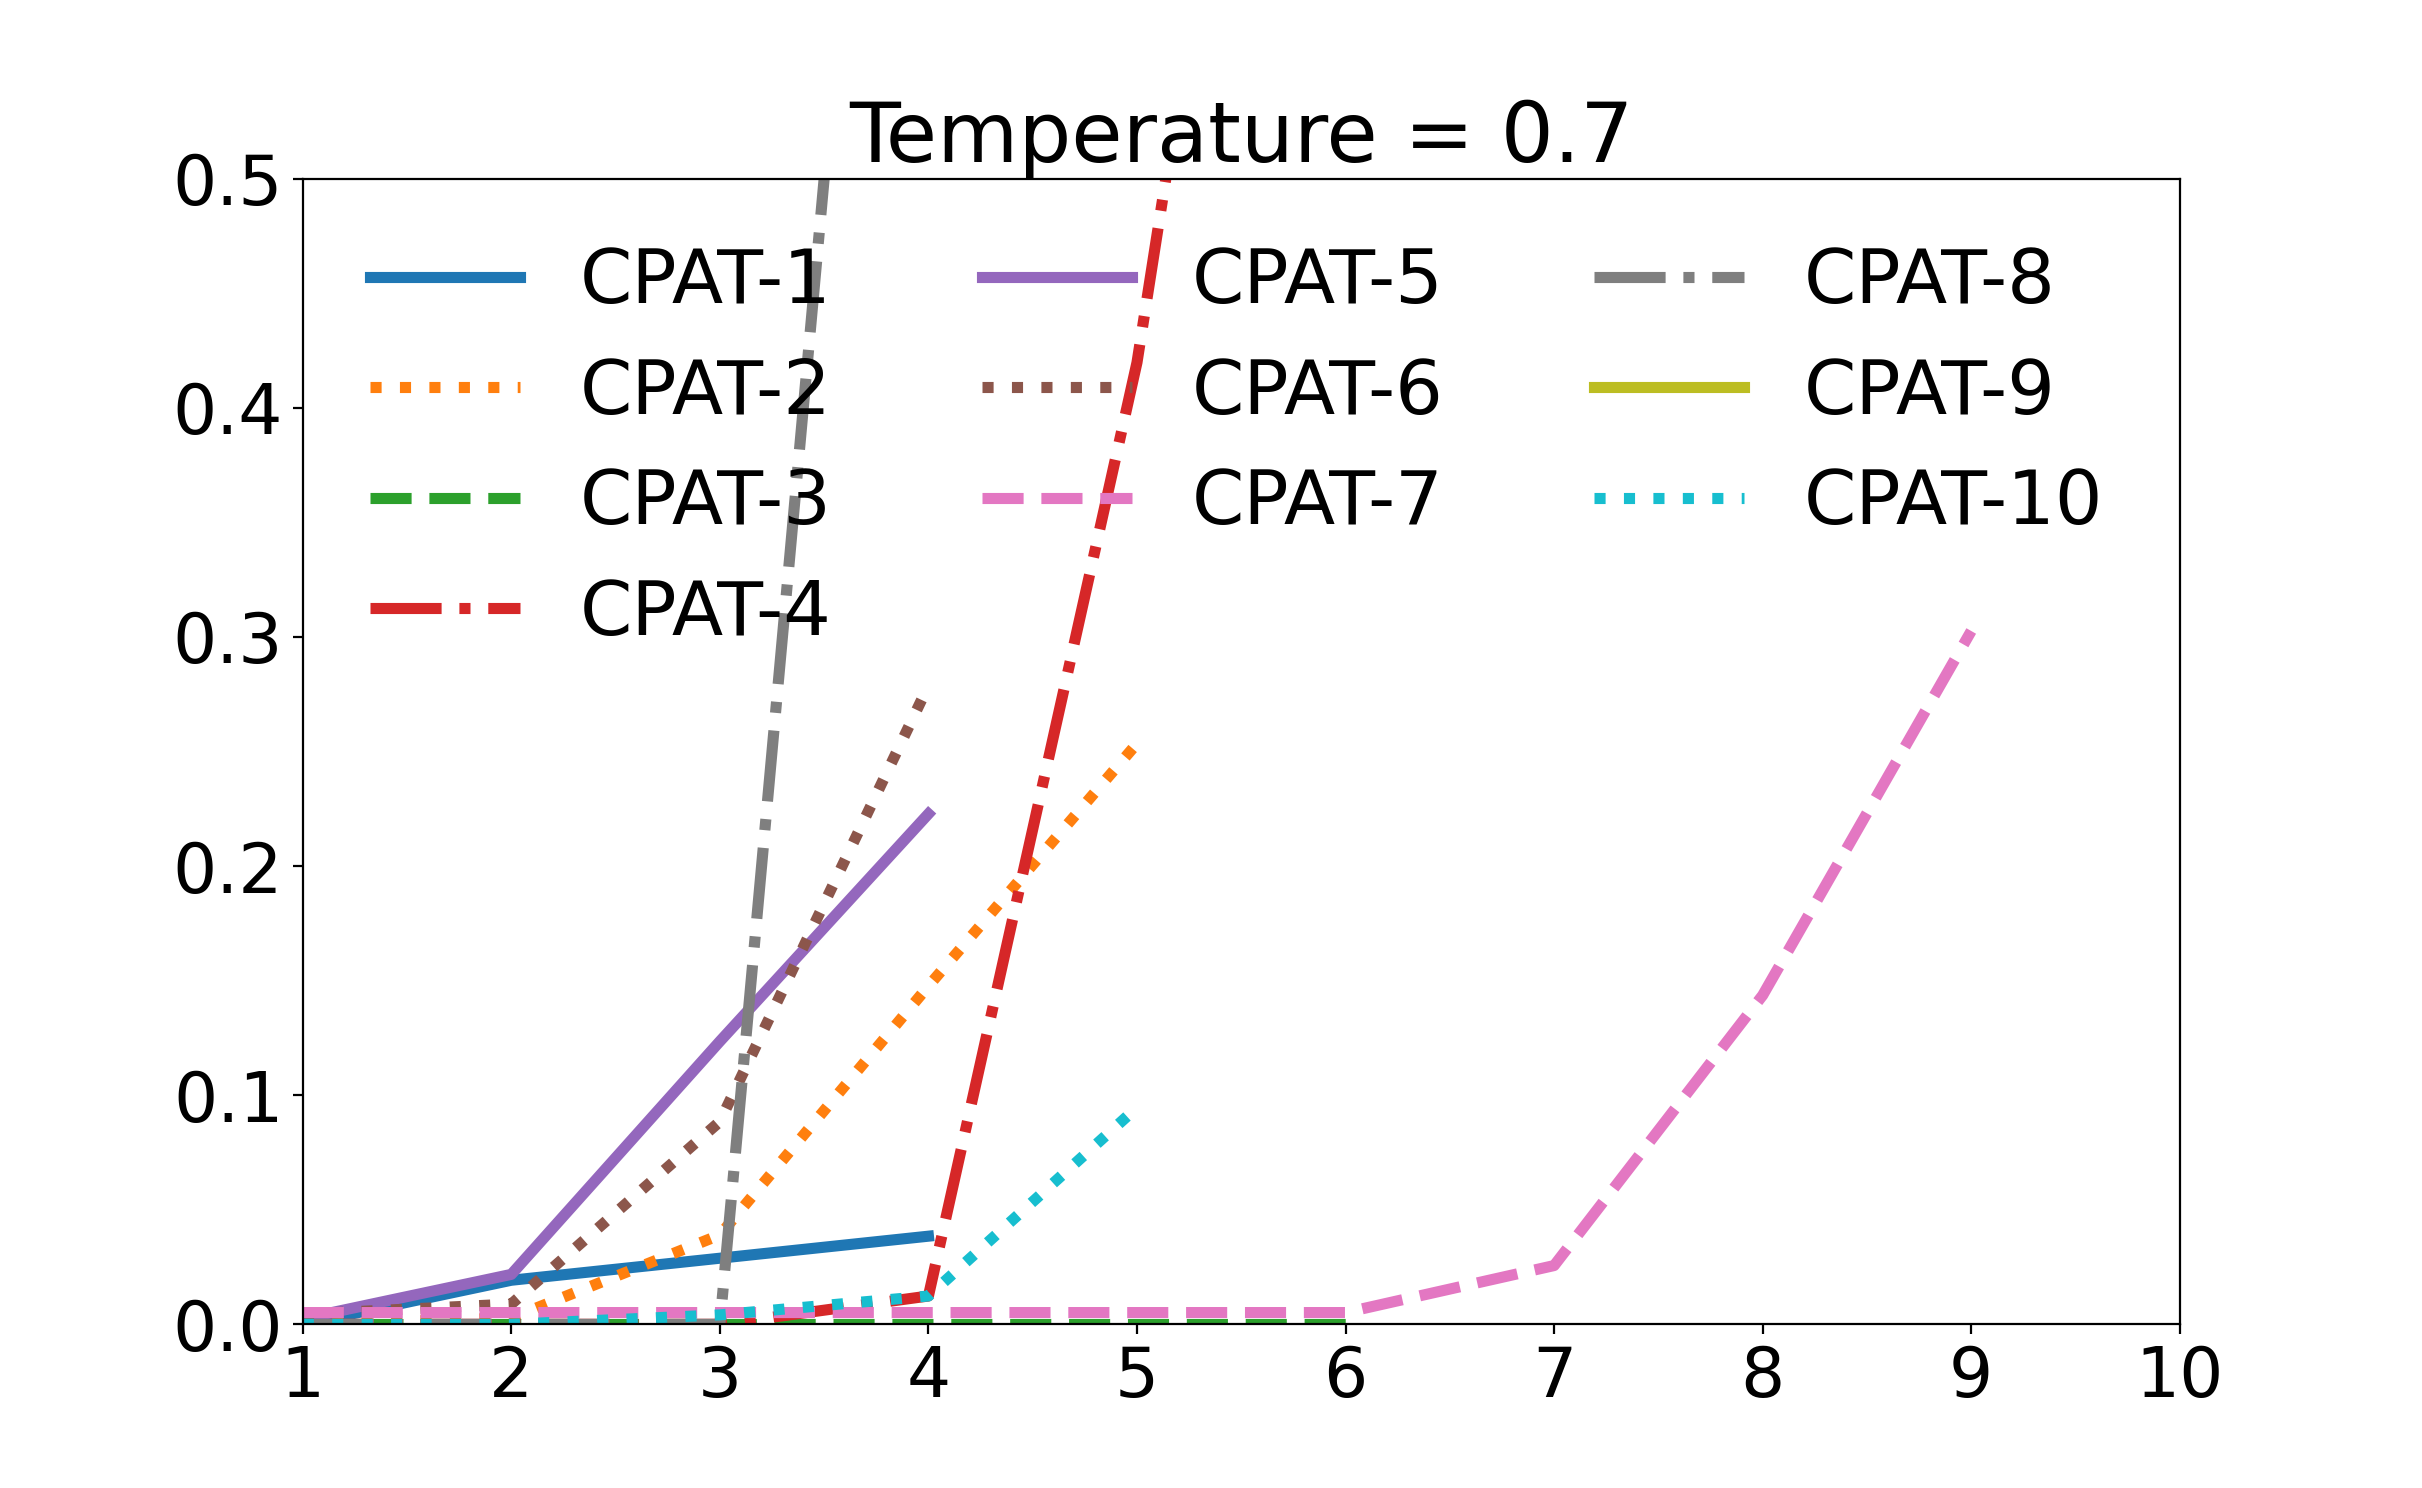 Temperature = 0.7
0.5
0.4
0.3
0.2
0.1
0.0
CPAT-1
CPAT-2
CPAT-3
CPAT-4
CPAT-5
CPAT-6
CPAT-7
CPAT-8
CPAT-9
CPAT-10
1 2 3 4 5 6 7 8 9 10